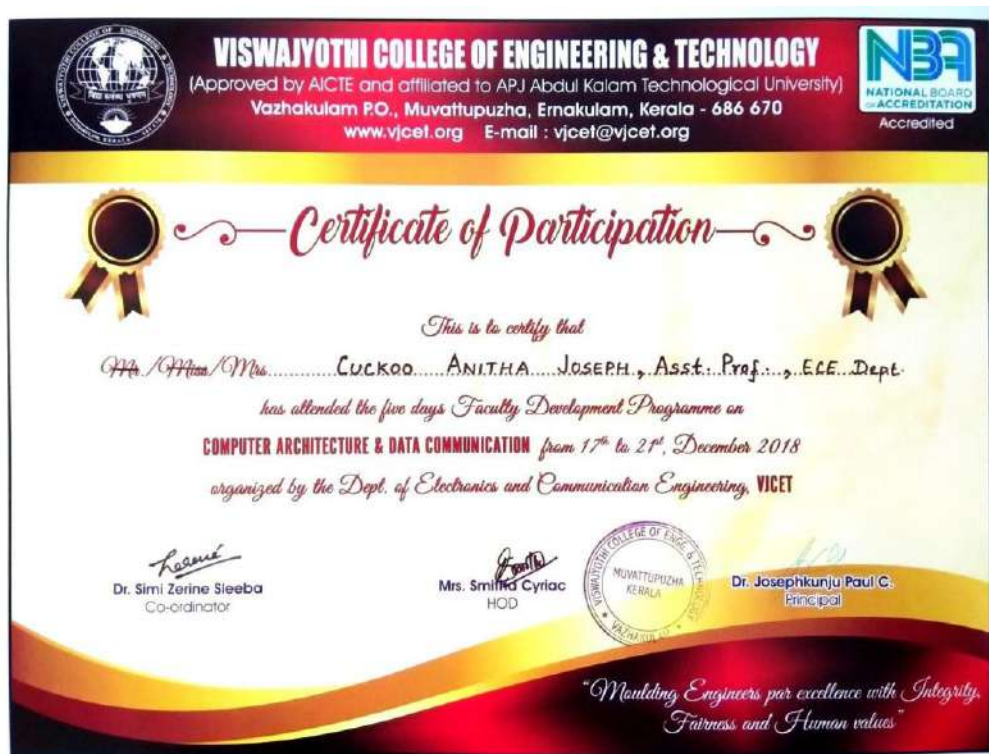 VISWAJYOTHI COLLEGE OF ENGINEERING & TECHNOLOGY
(Approved by AICTE and affiliated to APJ Abdul Kalam Technological University)
Vazhakulam P.O., Muvattupuzha, Ernakulam, Kerala - 686 670
www.vjcet.org E-mail : vjcet@vjcet.org
NBA
NATIONAL BOARD
OF ACCREDITATION
Accredited
Certificate of Participation
This is to certify that
Mr /Miss/Mrs CUCKOO ANITHA JOSEPH, Asst. Prof., ECE Dept.
has attended the five days Faculty Development Programme on
COMPUTER ARCHITECTURE & DATA COMMUNICATION from 17th to 21st, December 2018
organized by the Dept. of Electronics and Communication Engineering, VJCET
Dr. Simi Zerine Sleeba
Co-ordinator
Mrs. Smitha Cyriac
HOD
VISWAJYOTHI COLLEGE OF ENGG. & TECHNOLOGY
MUVATTUPUZHA
KERALA
VAZHAKULAM
Dr. Josephkunju Paul C.
Principal
"Moulding Engineers par excellence with Integrity,
Fairness and Human values"